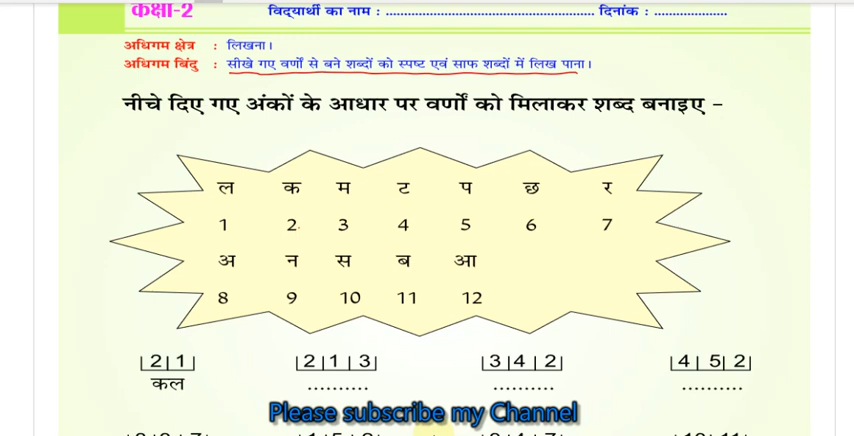 कक्षा-2 विद्यार्थी का नाम : ................................................................ दिनांक : ....................
अधिगम क्षेत्र : लिखना।
अधिगम बिंदु : सीखे गए वर्णों से बने शब्दों को स्पष्ट एवं साफ शब्दों में लिख पाना।
नीचे दिए गए अंकों के आधार पर वर्णों को मिलाकर शब्द बनाइए -
ल क म ट प छ र
1 2 3 4 5 6 7
अ न स ब आ
8 9 10 11 12
|2|1| |2|1|3| |3|4|2| |4|5|2|
कल .......... .......... ..........
Please subscribe my Channel